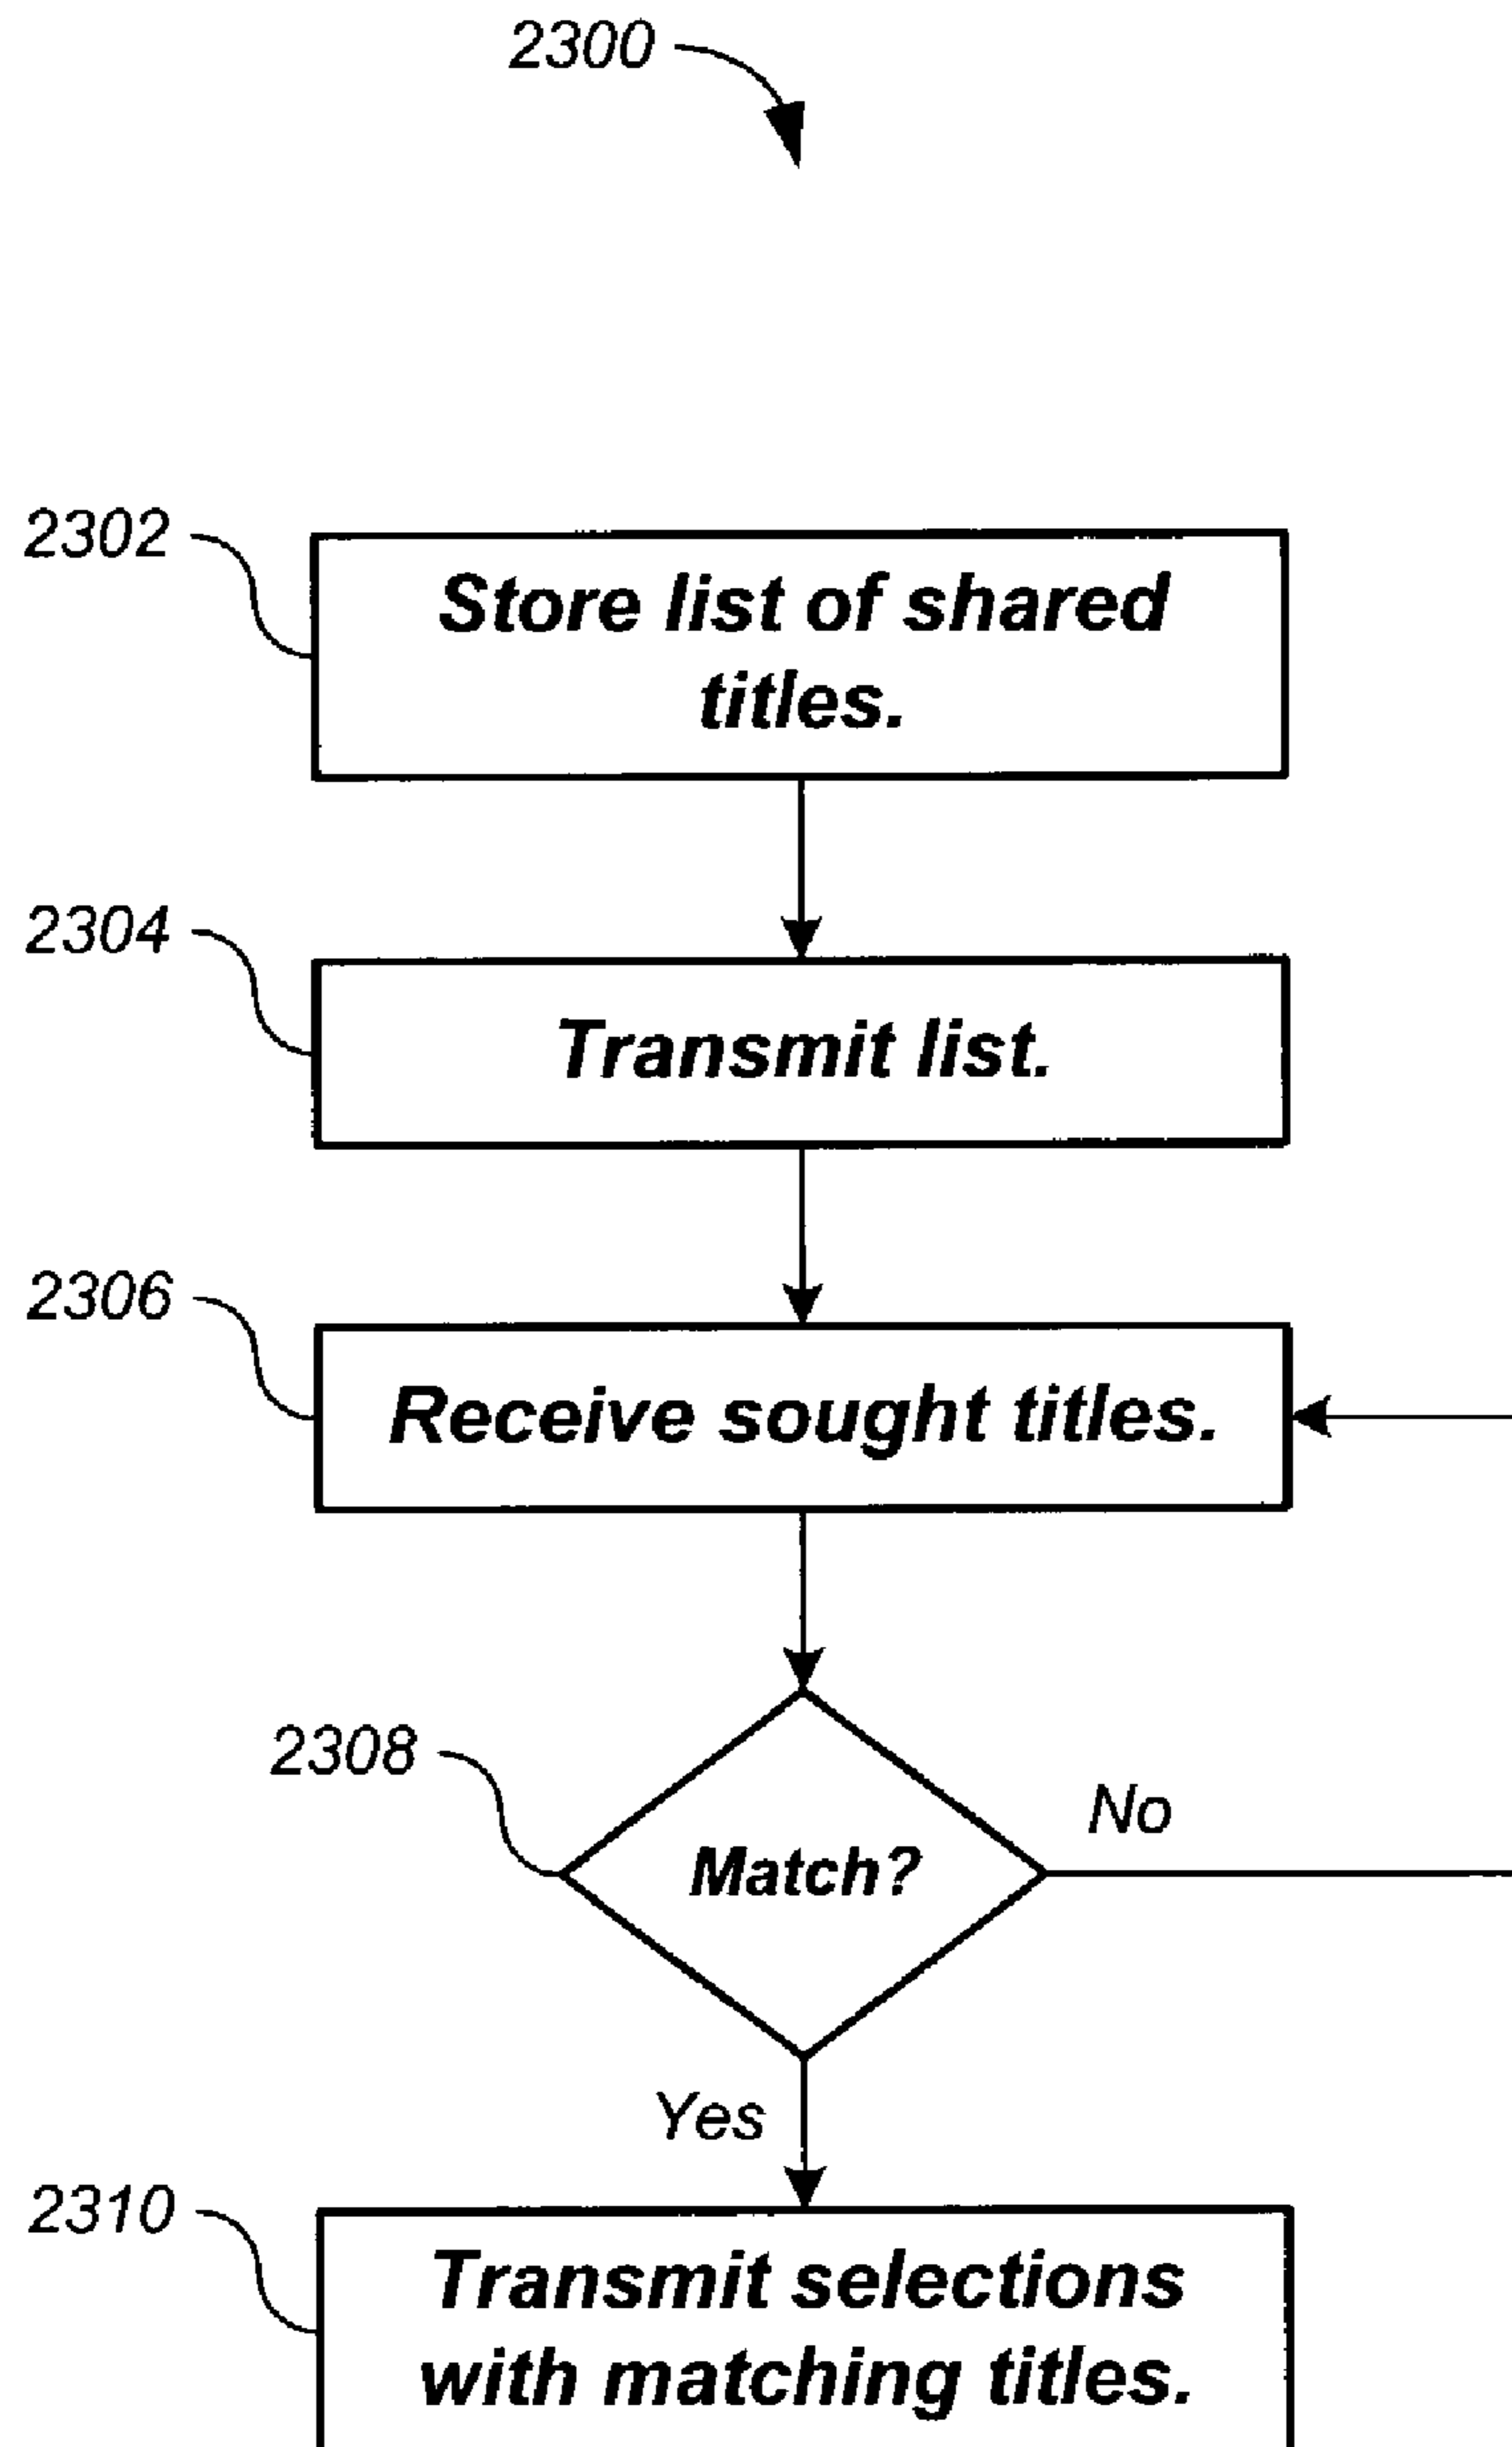 2300
2302
Store list of shared
titles.
2304
Transmit list.
2306
Receive sought titles.
2308
Match?
No
Yes
2310
Transmit selections
with matching titles.